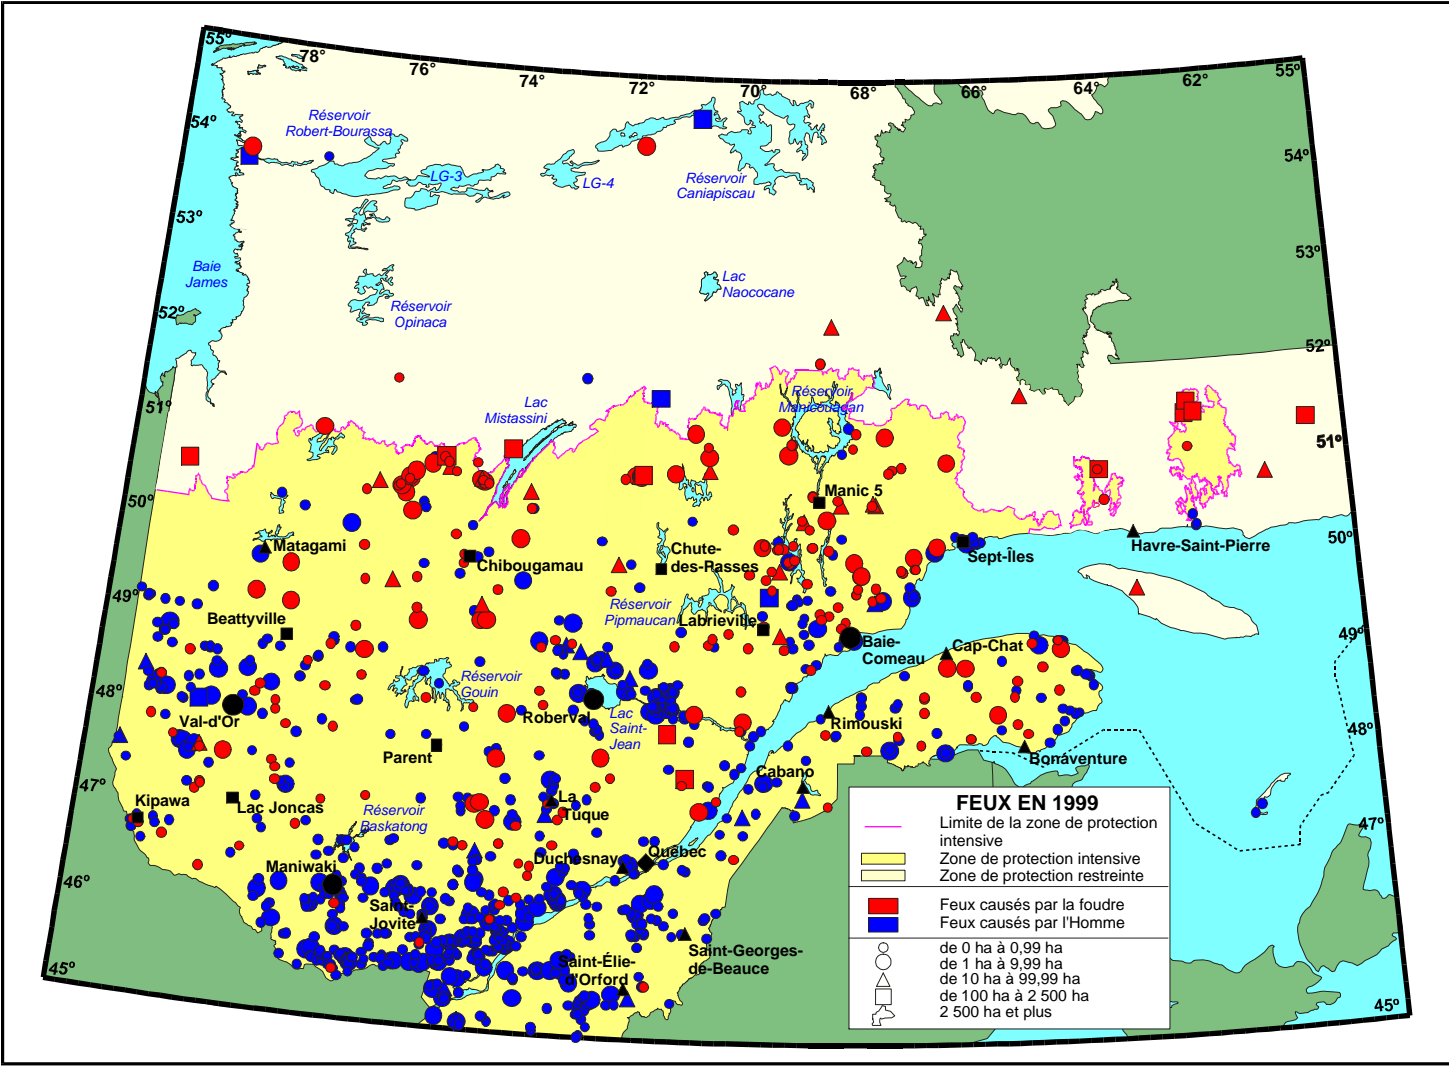 55°
78°
76°
74°
72°
70°
68°
66°
64°
62°
55°
54°
Réservoir
Robert-Bourassa
LG-3
LG-4
Réservoir
Caniapiscau
54°
53°
53°
Baie
James
Lac
Naococane
Réservoir
Opinaca
52°
52°
51°
Lac
Mistassini
Réservoir
Manicouagan
51°
50°
Manic 5
Matagami
Chibougamau
Chute-
des-Passes
Sept-Îles
Havre-Saint-Pierre
50°
49°
Beattyville
Réservoir
Pipmaucan
Labrieville
Baie-
Comeau
Cap-Chat
49°
48°
Réservoir
Gouin
Val-d'Or
Roberval
Lac
Saint-
Jean
Rimouski
Parent
Bonaventure
48°
47°
Cabano
Kipawa
Lac Joncas
La
Tuque
Réservoir
Baskatong
47°
Maniwaki
Duchesnay
Québec
46°
Saint-
Jovite
Saint-Georges-
de-Beauce
Saint-Élie-
d'Orford
45°
45°
FEUX EN 1999
Limite de la zone de protection
intensive
Zone de protection intensive
Zone de protection restreinte
Feux causés par la foudre
Feux causés par l'Homme
de 0 ha à 0,99 ha
de 1 ha à 9,99 ha
de 10 ha à 99,99 ha
de 100 ha à 2 500 ha
2 500 ha et plus